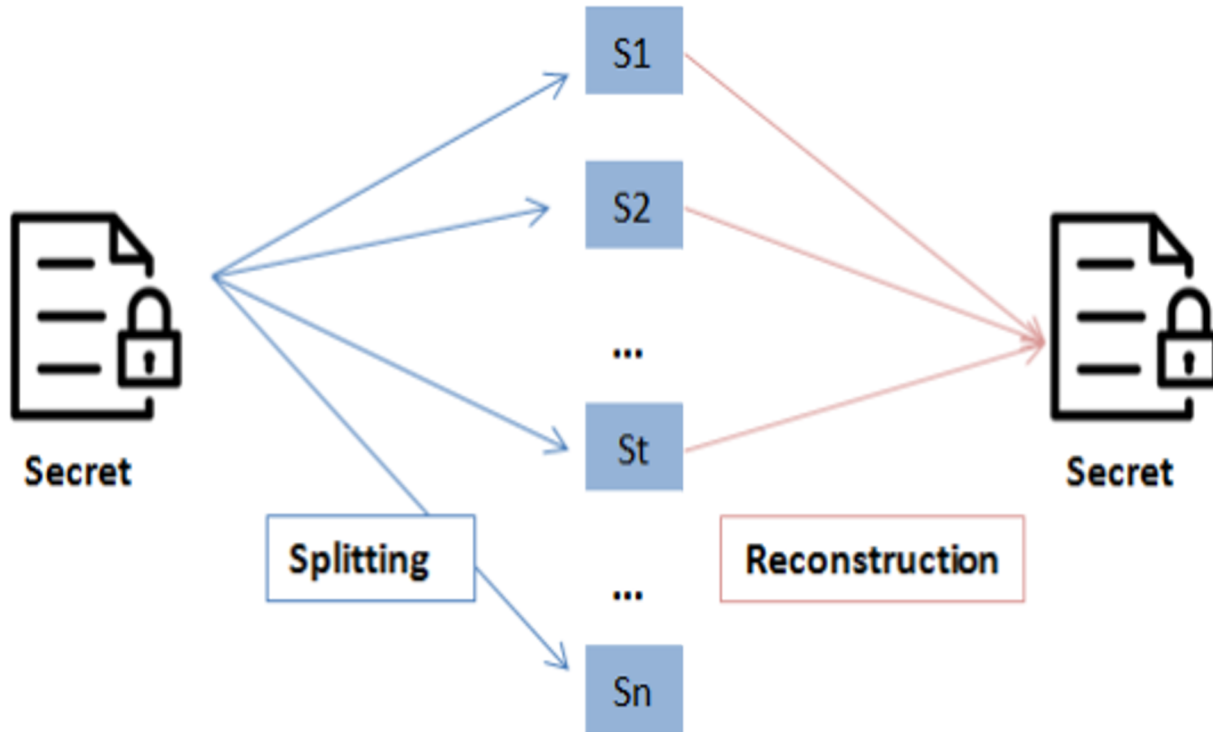 S1
S2
...
St
Secret
Secret
Splitting
Reconstruction
...
Sn